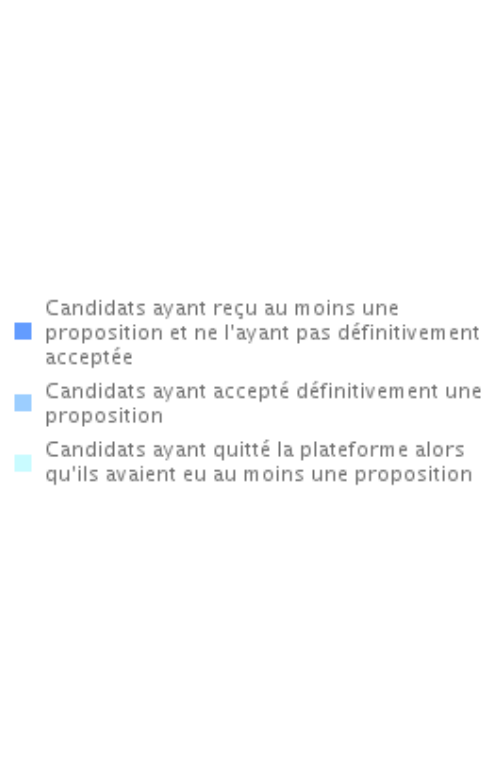 Candidats ayant reçu au moins une
proposition et ne l'ayant pas définitivement
acceptée
Candidats ayant accepté définitivement une
proposition
Candidats ayant quitté la plateforme alors
qu'ils avaient eu au moins une proposition